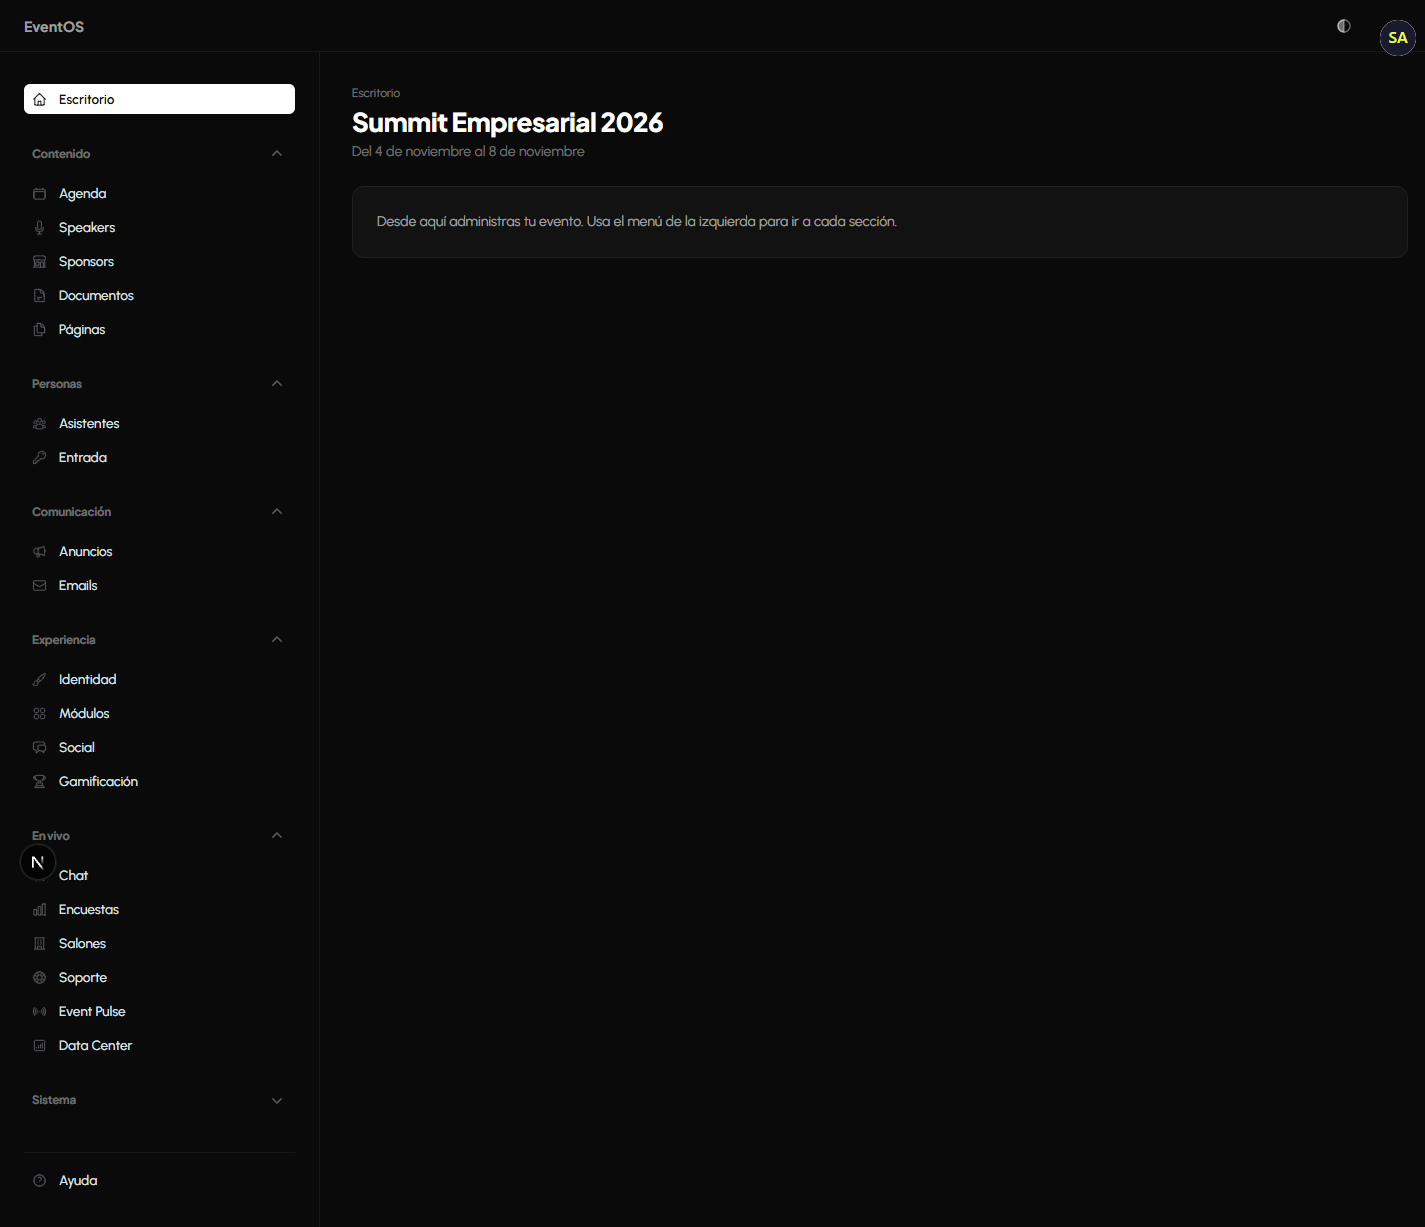 EventOS
SA
Escritorio
Contenido
Agenda
Speakers
Sponsors
Documentos
Páginas
Personas
Asistentes
Entrada
Comunicación
Anuncios
Emails
Experiencia
Identidad
Módulos
Social
Gamificación
En vivo
N
Chat
Encuestas
Salones
Soporte
Event Pulse
Data Center
Sistema
Ayuda
Escritorio
Summit Empresarial 2026
Del 4 de noviembre al 8 de noviembre
Desde aquí administras tu evento. Usa el menú de la izquierda para ir a cada sección.